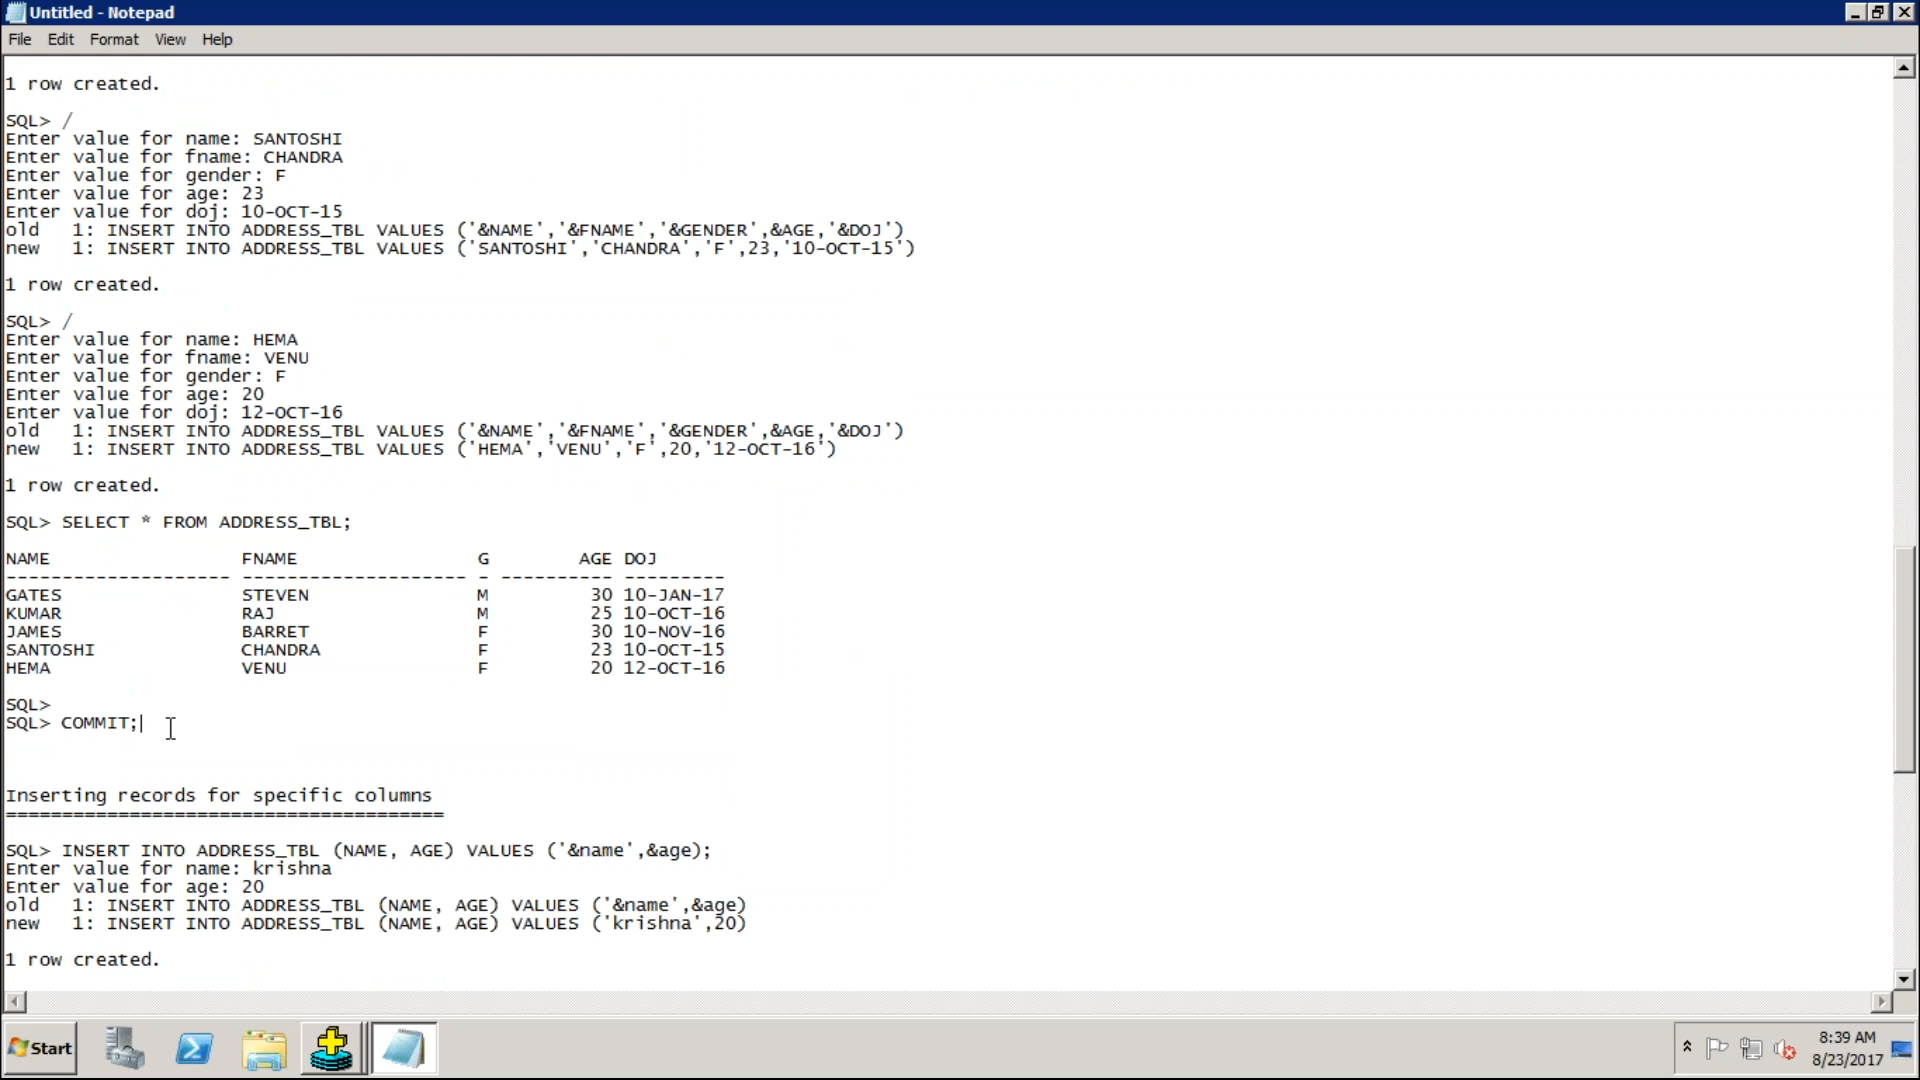 Untitled - Notepad
File Edit Format View Help
1 row created.
SQL> /
Enter value for name: SANTOSHI
Enter value for fname: CHANDRA
Enter value for gender: F
Enter value for age: 23
Enter value for doj: 10-OCT-15
old   1: INSERT INTO ADDRESS_TBL VALUES ('&NAME','&FNAME','&GENDER',&AGE,'&DOJ')
new   1: INSERT INTO ADDRESS_TBL VALUES ('SANTOSHI','CHANDRA','F',23,'10-OCT-15')
1 row created.
SQL> /
Enter value for name: HEMA
Enter value for fname: VENU
Enter value for gender: F
Enter value for age: 20
Enter value for doj: 12-OCT-16
old   1: INSERT INTO ADDRESS_TBL VALUES ('&NAME','&FNAME','&GENDER',&AGE,'&DOJ')
new   1: INSERT INTO ADDRESS_TBL VALUES ('HEMA','VENU','F',20,'12-OCT-16')
1 row created.
SQL> SELECT * FROM ADDRESS_TBL;
NAME                 FNAME                G        AGE DOJ
-------------------- -------------------- - ---------- ---------
GATES                STEVEN               M         30 10-JAN-17
KUMAR                RAJ                  M         25 10-OCT-16
JAMES                BARRET               F         30 10-NOV-16
SANTOSHI             CHANDRA              F         23 10-OCT-15
HEMA                 VENU                 F         20 12-OCT-16
SQL>
SQL> COMMIT;
Inserting records for specific columns
=======================================
SQL> INSERT INTO ADDRESS_TBL (NAME, AGE) VALUES ('&name',&age);
Enter value for name: krishna
Enter value for age: 20
old   1: INSERT INTO ADDRESS_TBL (NAME, AGE) VALUES ('&name',&age)
new   1: INSERT INTO ADDRESS_TBL (NAME, AGE) VALUES ('krishna',20)
1 row created.
Start
8:39 AM
8/23/2017